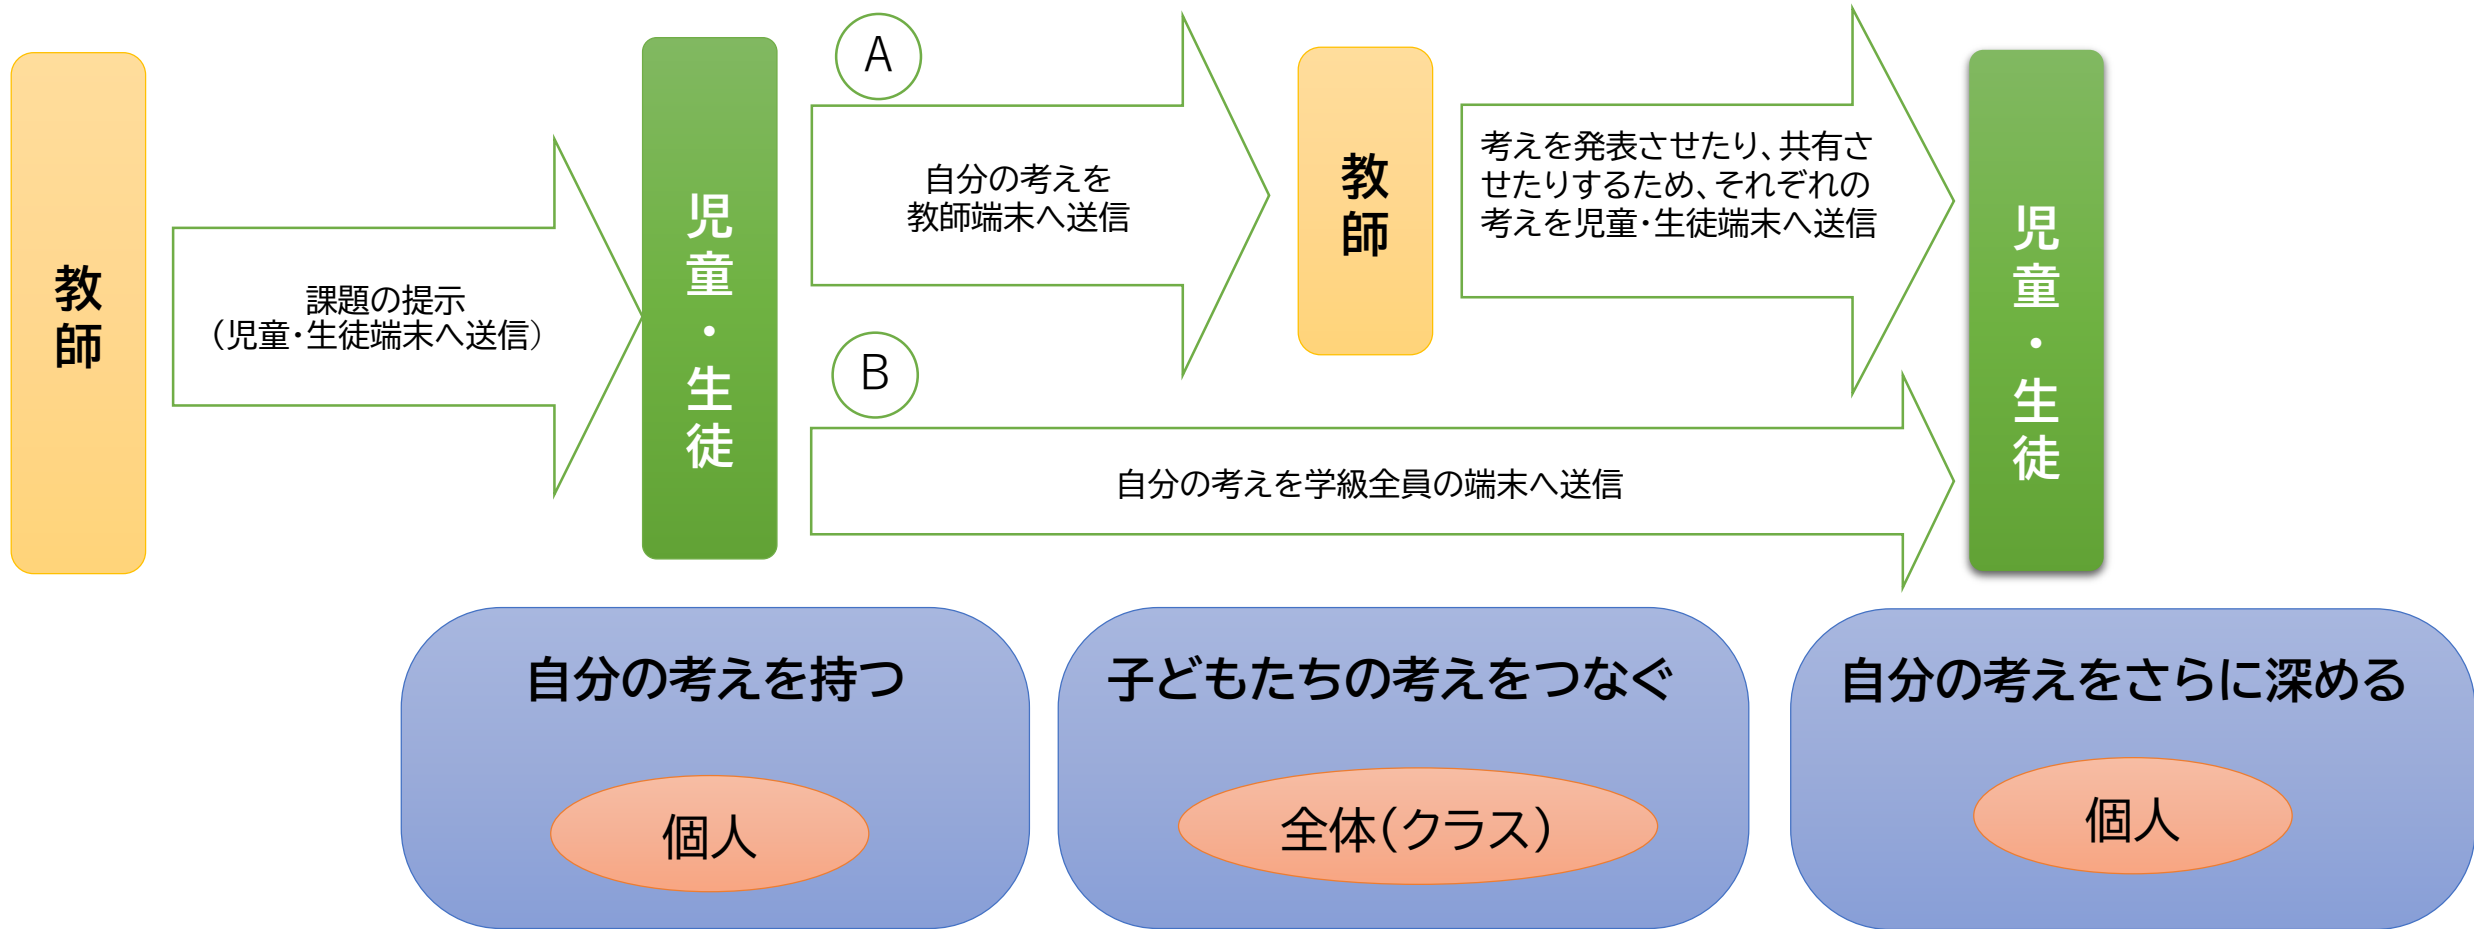 教師
課題の提示
（児童・生徒端末へ送信）
児童・生徒
A
自分の考えを
教師端末へ送信
教師
考えを発表させたり、共有さ
せたりするため、それぞれの
考えを児童・生徒端末へ送信
B
自分の考えを学級全員の端末へ送信
児童・生徒
自分の考えを持つ
個人
子どもたちの考えをつなぐ
全体（クラス）
自分の考えをさらに深める
個人